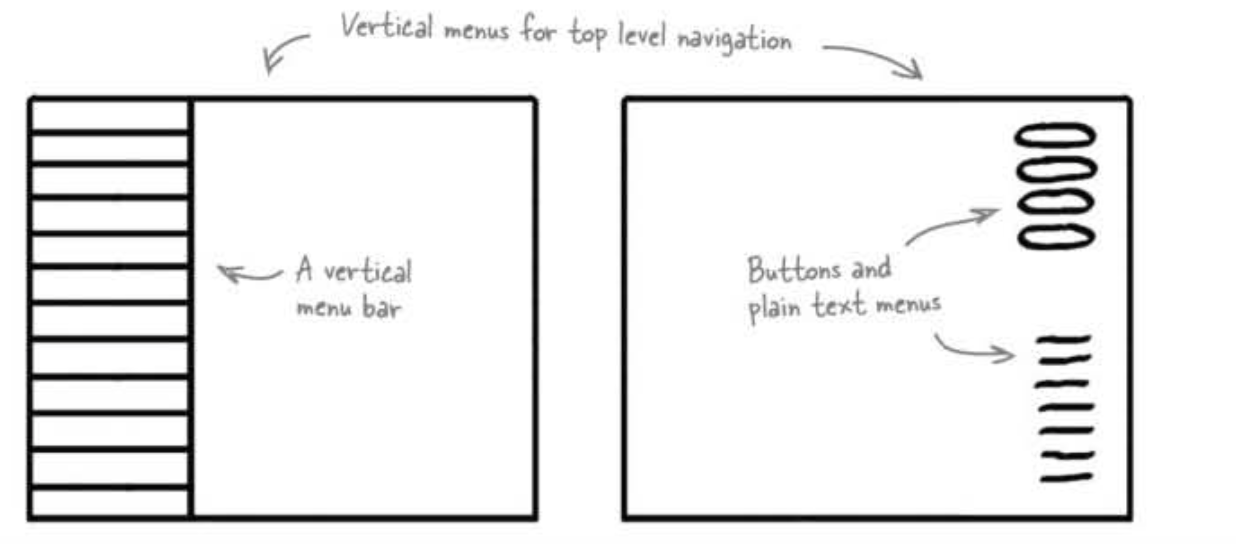 Vertical menus for top level navigation
A vertical
menu bar
Buttons and
plain text menus